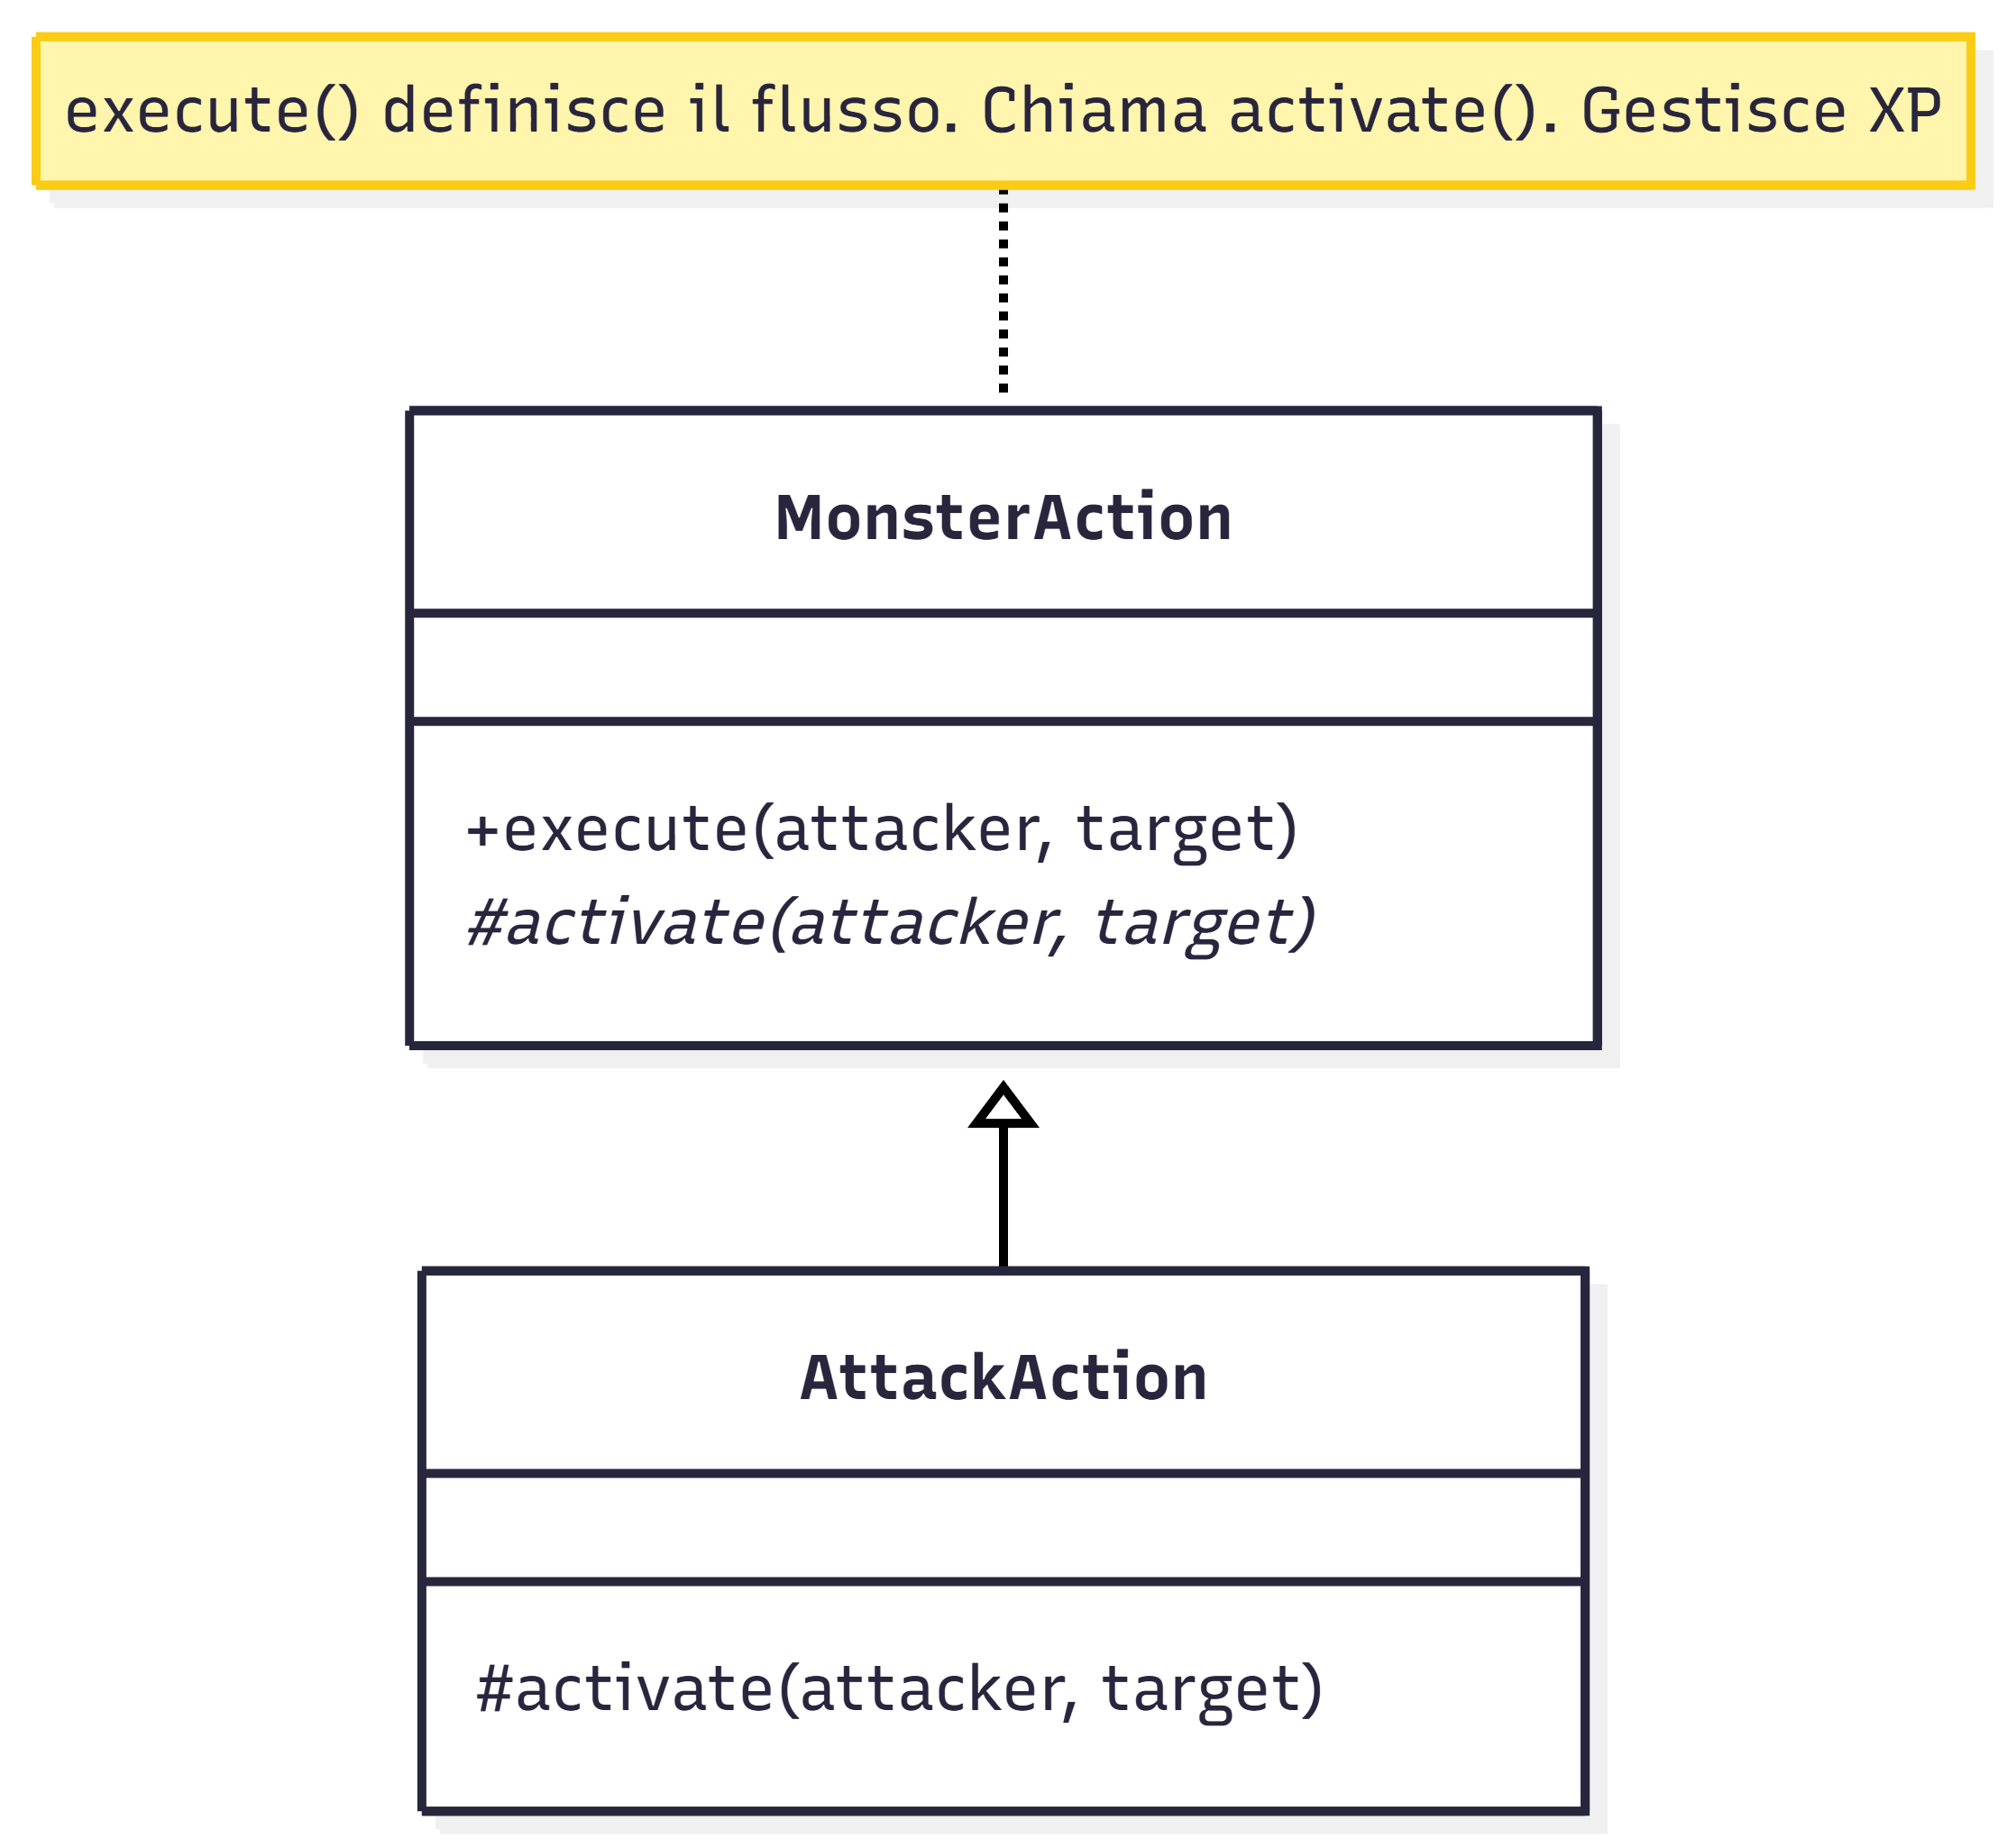 execute() definisce il flusso. Chiama activate(). Gestisce XP
MonsterAction
+execute(attacker, target)
#activate(attacker, target)
AttackAction
#activate(attacker, target)